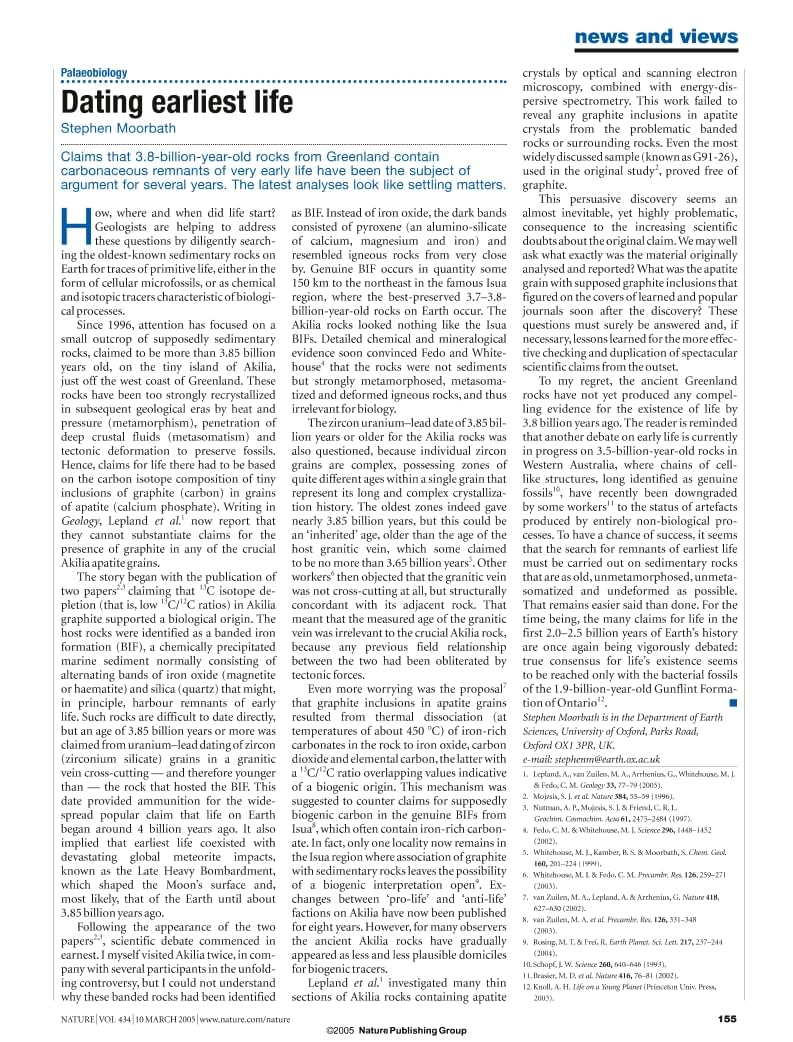 news and views
Palaeobiology
Dating earliest life
Stephen Moorbath
Claims that 3.8-billion-year-old rocks from Greenland contain
carbonaceous remnants of very early life have been the subject of
argument for several years. The latest analyses look like settling matters.
How, where and when did life start?
Geologists are helping to address
these questions by diligently search-
ing the oldest-known sedimentary rocks on
Earth for traces of primitive life, either in the
form of cellular microfossils, or as chemical
and isotopic tracers characteristic of biologi-
cal processes.
Since 1996, attention has focused on a
small outcrop of supposedly sedimentary
rocks, claimed to be more than 3.85 billion
years old, on the tiny island of Akilia,
just off the west coast of Greenland. These
rocks have been too strongly recrystallized
in subsequent geological eras by heat and
pressure (metamorphism), penetration of
deep crustal fluids (metasomatism) and
tectonic deformation to preserve fossils.
Hence, claims for life there had to be based
on the carbon isotope composition of tiny
inclusions of graphite (carbon) in grains
of apatite (calcium phosphate). Writing in
Geology, Lepland et al.1 now report that
they cannot substantiate claims for the
presence of graphite in any of the crucial
Akilia apatite grains.
The story began with the publication of
two papers2,3 claiming that 13C isotope de-
pletion (that is, low 13C/12C ratios) in Akilia
graphite supported a biological origin. The
host rocks were identified as a banded iron
formation (BIF), a chemically precipitated
marine sediment normally consisting of
alternating bands of iron oxide (magnetite
or haematite) and silica (quartz) that might,
in principle, harbour remnants of early
life. Such rocks are difficult to date directly,
but an age of 3.85 billion years or more was
claimed from uranium–lead dating of zircon
(zirconium silicate) grains in a granitic
vein cross-cutting — and therefore younger
than — the rock that hosted the BIF. This
date provided ammunition for the wide-
spread popular claim that life on Earth
began around 4 billion years ago. It also
implied that earliest life coexisted with
devastating global meteorite impacts,
known as the Late Heavy Bombardment,
which shaped the Moon's surface and,
most likely, that of the Earth until about
3.85 billion years ago.
Following the appearance of the two
papers2,3, scientific debate commenced in
earnest. I myself visited Akilia twice, in com-
pany with several participants in the unfold-
ing controversy, but I could not understand
why these banded rocks had been identified
as BIF. Instead of iron oxide, the dark bands
consisted of pyroxene (an alumino-silicate
of calcium, magnesium and iron) and
resembled igneous rocks from very close
by. Genuine BIF occurs in quantity some
150 km to the northeast in the famous Isua
region, where the best-preserved 3.7–3.8-
billion-year-old rocks on Earth occur. The
Akilia rocks looked nothing like the Isua
BIFs. Detailed chemical and mineralogical
evidence soon convinced Fedo and White-
house4 that the rocks were not sediments
but strongly metamorphosed, metasoma-
tized and deformed igneous rocks, and thus
irrelevant for biology.
The zircon uranium–lead date of 3.85 bil-
lion years or older for the Akilia rocks was
also questioned, because individual zircon
grains are complex, possessing zones of
quite different ages within a single grain that
represent its long and complex crystalliza-
tion history. The oldest zones indeed gave
nearly 3.85 billion years, but this could be
an 'inherited' age, older than the age of the
host granitic vein, which some claimed
to be no more than 3.65 billion years5. Other
workers6 then objected that the granitic vein
was not cross-cutting at all, but structurally
concordant with its adjacent rock. That
meant that the measured age of the granitic
vein was irrelevant to the crucial Akilia rock,
because any previous field relationship
between the two had been obliterated by
tectonic forces.
Even more worrying was the proposal7
that graphite inclusions in apatite grains
resulted from thermal dissociation (at
temperatures of about 450 °C) of iron-rich
carbonates in the rock to iron oxide, carbon
dioxide and elemental carbon, the latter with
a 13C/12C ratio overlapping values indicative
of a biogenic origin. This mechanism was
suggested to counter claims for supposedly
biogenic carbon in the genuine BIFs from
Isua8, which often contain iron-rich carbon-
ate. In fact, only one locality now remains in
the Isua region where association of graphite
with sedimentary rocks leaves the possibility
of a biogenic interpretation open9. Ex-
changes between 'pro-life' and 'anti-life'
factions on Akilia have now been published
for eight years. However, for many observers
the ancient Akilia rocks have gradually
appeared as less and less plausible domiciles
for biogenic tracers.
Lepland et al.1 investigated many thin
sections of Akilia rocks containing apatite
crystals by optical and scanning electron
microscopy, combined with energy-dis-
persive spectrometry. This work failed to
reveal any graphite inclusions in apatite
crystals from the problematic banded
rocks or surrounding rocks. Even the most
widely discussed sample (known as G91-26),
used in the original study2, proved free of
graphite.
This persuasive discovery seems an
almost inevitable, yet highly problematic,
consequence to the increasing scientific
doubts about the original claim. We may well
ask what exactly was the material originally
analysed and reported? What was the apatite
grain with supposed graphite inclusions that
figured on the covers of learned and popular
journals soon after the discovery? These
questions must surely be answered and, if
necessary, lessons learned for the more effec-
tive checking and duplication of spectacular
scientific claims from the outset.
To my regret, the ancient Greenland
rocks have not yet produced any compel-
ling evidence for the existence of life by
3.8 billion years ago. The reader is reminded
that another debate on early life is currently
in progress on 3.5-billion-year-old rocks in
Western Australia, where chains of cell-
like structures, long identified as genuine
fossils10, have recently been downgraded
by some workers11 to the status of artefacts
produced by entirely non-biological pro-
cesses. To have a chance of success, it seems
that the search for remnants of earliest life
must be carried out on sedimentary rocks
that are as old, unmetamorphosed, unmeta-
somatized and undeformed as possible.
That remains easier said than done. For the
time being, the many claims for life in the
first 2.0–2.5 billion years of Earth's history
are once again being vigorously debated:
true consensus for life's existence seems
to be reached only with the bacterial fossils
of the 1.9-billion-year-old Gunflint Forma-
tion of Ontario12.
Stephen Moorbath is in the Department of Earth
Sciences, University of Oxford, Parks Road,
Oxford OX1 3PR, UK.
e-mail: stephenm@earth.ox.ac.uk
1. Lepland, A., van Zuilen, M. A., Arrhenius, G., Whitehouse, M. J.
& Fedo, C. M. Geology 33, 77–79 (2005).
2. Mojzsis, S. J. et al. Nature 384, 55–59 (1996).
3. Nutman, A. P., Mojzsis, S. J. & Friend, C. R. L.
Geochim. Cosmochim. Acta 61, 2475–2484 (1997).
4. Fedo, C. M. & Whitehouse, M. J. Science 296, 1448–1452
(2002).
5. Whitehouse, M. J., Kamber, B. S. & Moorbath, S. Chem. Geol.
160, 201–224 (1999).
6. Whitehouse, M. J. & Fedo, C. M. Precambr. Res. 126, 259–271
(2003).
7. van Zuilen, M. A., Lepland, A. & Arrhenius, G. Nature 418,
627–630 (2002).
8. van Zuilen, M. A. et al. Precambr. Res. 126, 331–348
(2003).
9. Rosing, M. T. & Frei, R. Earth Planet. Sci. Lett. 217, 237–244
(2004).
10. Schopf, J. W. Science 260, 640–646 (1993).
11. Brasier, M. D. et al. Nature 416, 76–81 (2002).
12. Knoll, A. H. Life on a Young Planet (Princeton Univ. Press,
2003).
NATURE | VOL 434 | 10 MARCH 2005 | www.nature.com/nature
155
©2005 Nature Publishing Group